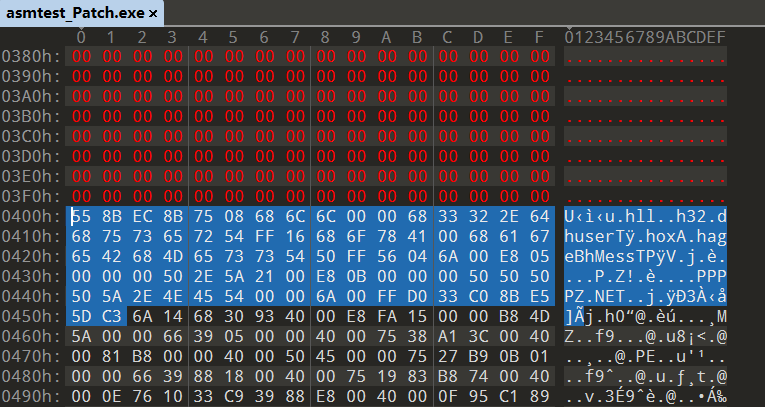 asmtest_Patch.exe ×
0 1 2 3 4 5 6 7 8 9 A B C D E F 0123456789ABCDEF
0380h: 00 00 00 00 00 00 00 00 00 00 00 00 00 00 00 00 ................
0390h: 00 00 00 00 00 00 00 00 00 00 00 00 00 00 00 00 ................
03A0h: 00 00 00 00 00 00 00 00 00 00 00 00 00 00 00 00 ................
03B0h: 00 00 00 00 00 00 00 00 00 00 00 00 00 00 00 00 ................
03C0h: 00 00 00 00 00 00 00 00 00 00 00 00 00 00 00 00 ................
03D0h: 00 00 00 00 00 00 00 00 00 00 00 00 00 00 00 00 ................
03E0h: 00 00 00 00 00 00 00 00 00 00 00 00 00 00 00 00 ................
03F0h: 00 00 00 00 00 00 00 00 00 00 00 00 00 00 00 00 ................
0400h: 55 8B EC 8B 75 08 68 6C 6C 00 00 68 33 32 2E 64 U‹ì‹u.hll..h32.d
0410h: 68 75 73 65 72 54 FF 16 68 6F 78 41 00 68 61 67 huserTÿ.hoxA.hag
0420h: 65 42 68 4D 65 73 73 54 50 FF 56 04 6A 00 E8 05 eBhMessTPÿV.j.è.
0430h: 00 00 00 50 2E 5A 21 00 E8 0B 00 00 00 50 50 50 ...P.Z!.è....PPP
0440h: 50 5A 2E 4E 45 54 00 00 6A 00 FF D0 33 C0 8B E5 PZ.NET..j.ÿÐ3À‹å
0450h: 5D C3 6A 14 68 30 93 40 00 E8 FA 15 00 00 B8 4D ]Ãj.h0“@.èú...¸M
0460h: 5A 00 00 66 39 05 00 00 40 00 75 38 A1 3C 00 40 Z..f9...@.u8¡<.@
0470h: 00 81 B8 00 00 40 00 50 45 00 00 75 27 B9 0B 01 ..¸..@.PE..u'¹..
0480h: 00 00 66 39 88 18 00 40 00 75 19 83 B8 74 00 40 ..f9ˆ..@.u.ƒ¸t.@
0490h: 00 0E 76 10 33 C9 39 88 E8 00 40 00 0F 95 C1 89 ..v.3É9ˆè.@..•Á‰